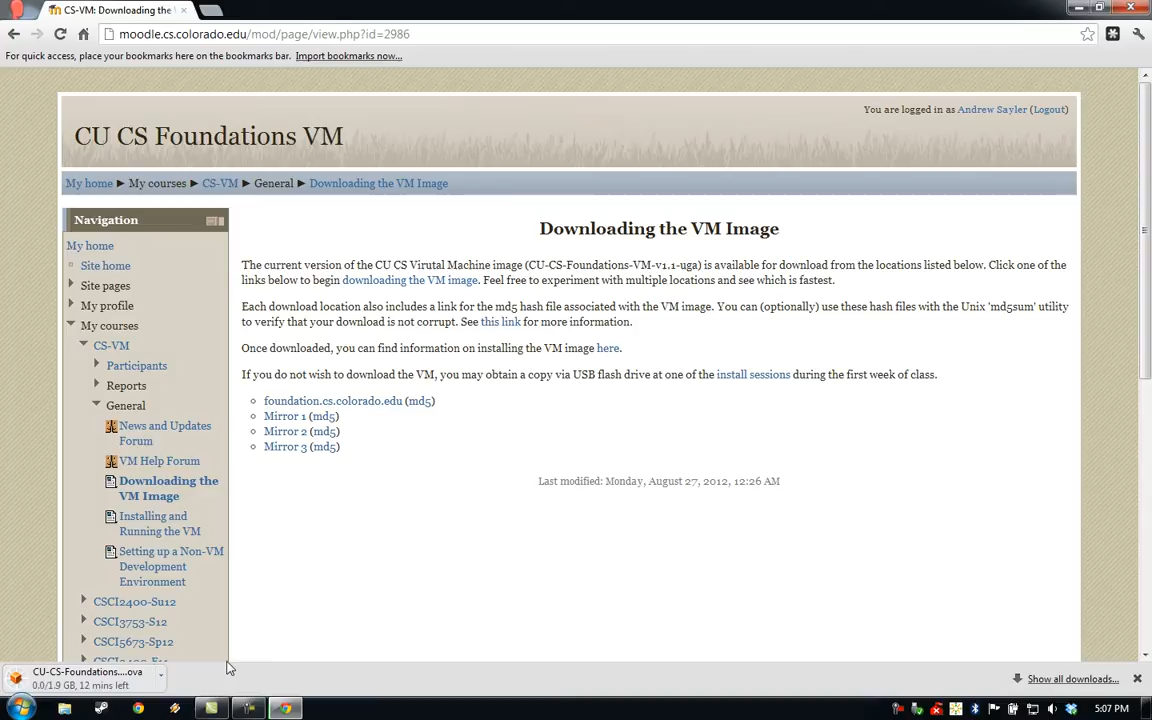 CS-VM: Downloading the
moodle.cs.colorado.edu/mod/page/view.php?id=2986
For quick access, place your bookmarks here on the bookmarks bar. Import bookmarks now...
You are logged in as Andrew Sayler (Logout)
CU CS Foundations VM
My home ► My courses ► CS-VM ► General ► Downloading the VM Image
Navigation
My home
Site home
Site pages
My profile
My courses
CS-VM
Participants
Reports
General
News and Updates
Forum
VM Help Forum
Downloading the
VM Image
Installing and
Running the VM
Setting up a Non-VM
Development
Environment
CSCI2400-Su12
CSCI3753-S12
CSCI5673-Sp12
Downloading the VM Image
The current version of the CU CS Virutal Machine image (CU-CS-Foundations-VM-v1.1-uga) is available for download from the locations listed below. Click one of the
links below to begin downloading the VM image. Feel free to experiment with multiple locations and see which is fastest.
Each download location also includes a link for the md5 hash file associated with the VM image. You can (optionally) use these hash files with the Unix 'md5sum' utility
to verify that your download is not corrupt. See this link for more information.
Once downloaded, you can find information on installing the VM image here.
If you do not wish to download the VM, you may obtain a copy via USB flash drive at one of the install sessions during the first week of class.
foundation.cs.colorado.edu (md5)
Mirror 1 (md5)
Mirror 2 (md5)
Mirror 3 (md5)
Last modified: Monday, August 27, 2012, 12:26 AM
CU-CS-Foundations....ova
0.0/1.9 GB, 12 mins left
Show all downloads...
5:07 PM